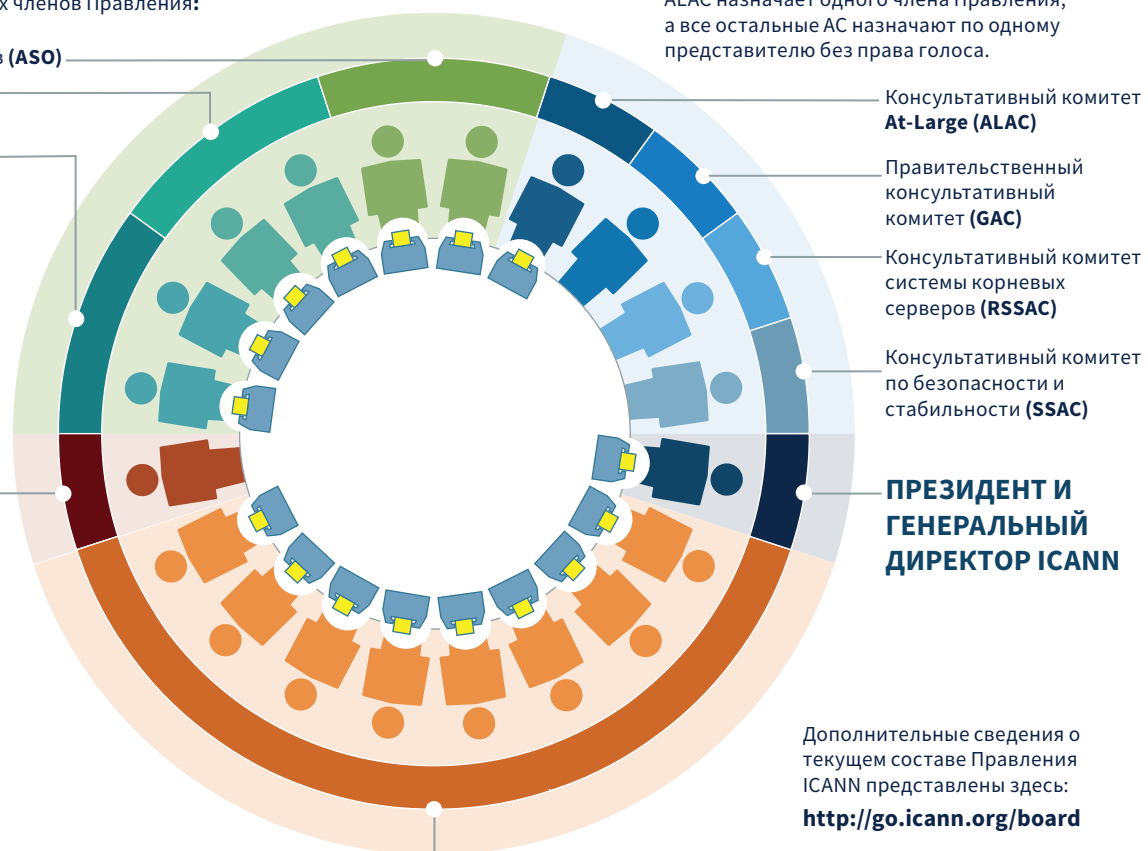 х членов Правления:
в (ASO)
ALAC назначает одного члена Правления,
а все остальные АС назначают по одному
представителю без права голоса.
Консультативный комитет
At-Large (ALAC)
Правительственный
консультативный
комитет (GAC)
Консультативный комитет
системы корневых
серверов (RSSAC)
Консультативный комитет
по безопасности и
стабильности (SSAC)
ПРЕЗИДЕНТ И
ГЕНЕРАЛЬНЫЙ
ДИРЕКТОР ICANN
Дополнительные сведения о
текущем составе Правления
ICANN представлены здесь:
http://go.icann.org/board